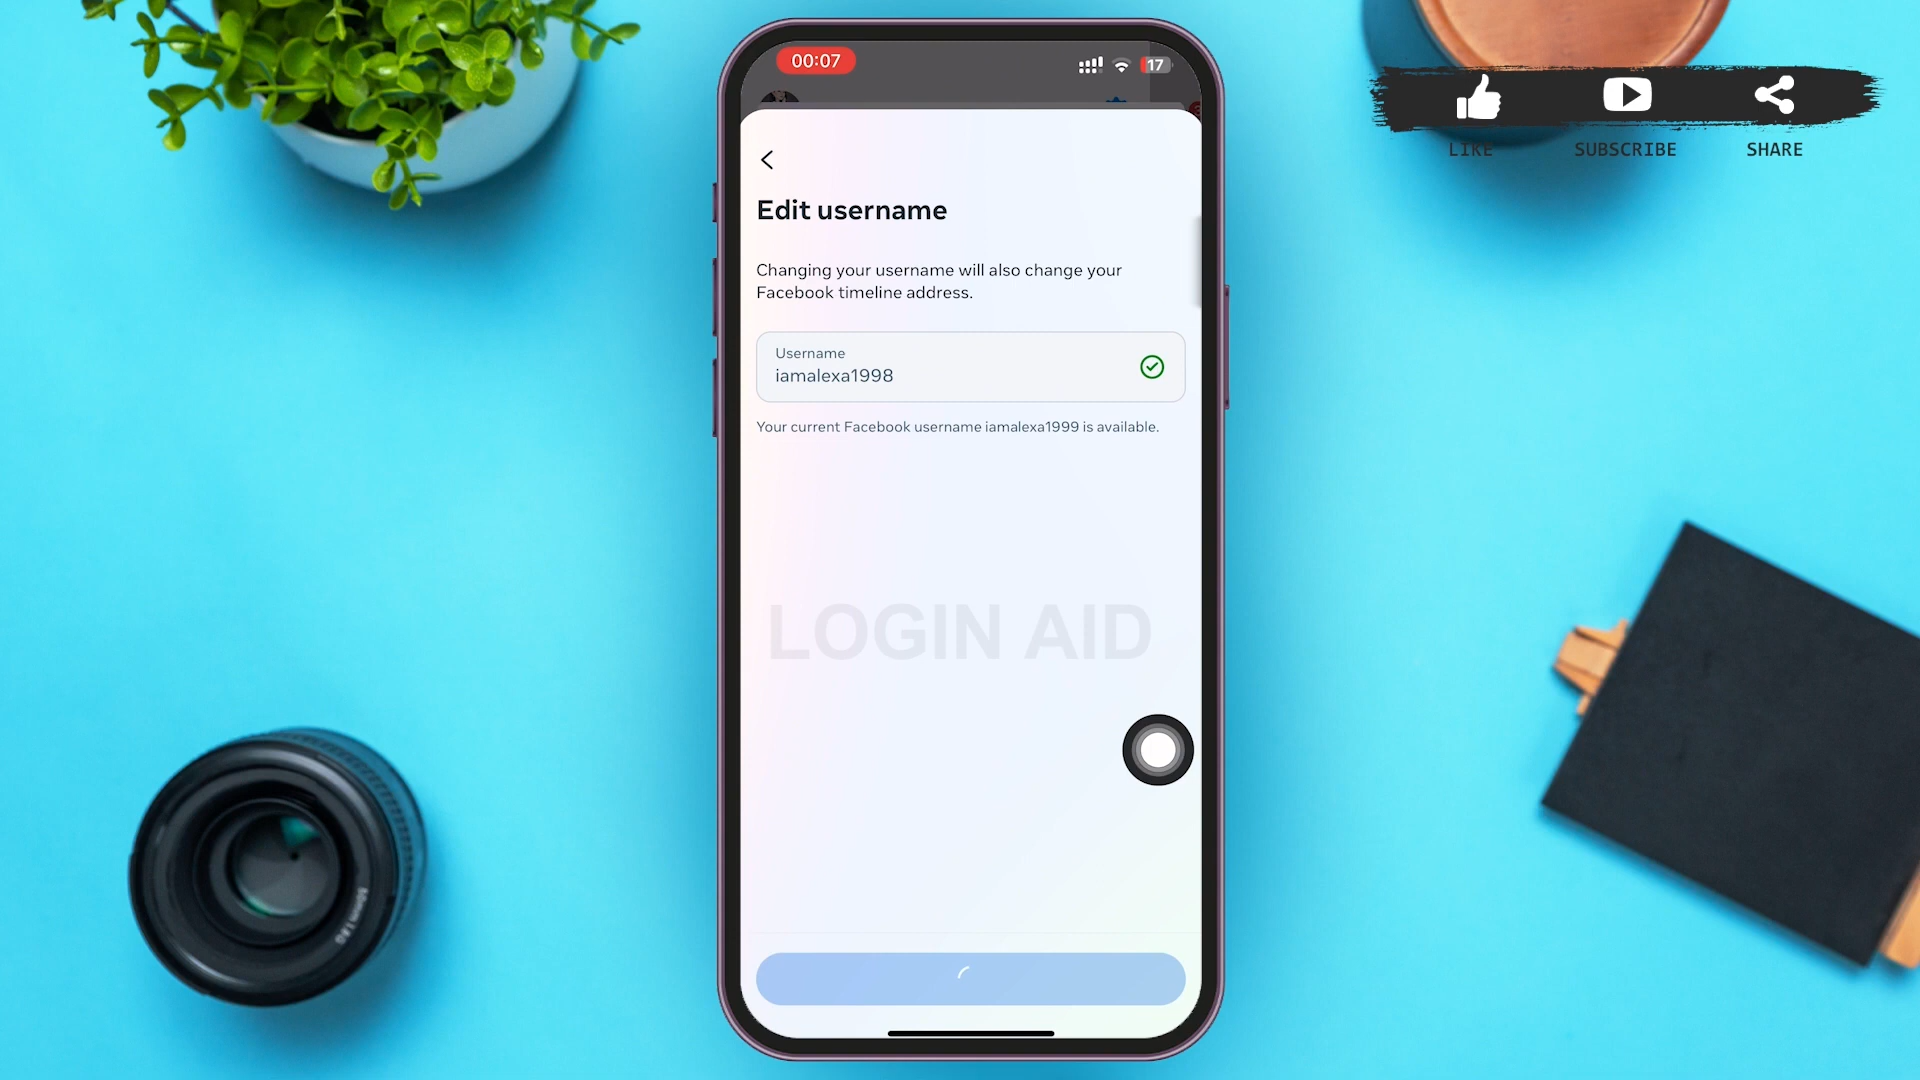 00:07
17
LIKE SUBSCRIBE SHARE
Edit username
Changing your username will also change your
Facebook timeline address.
Username
iamalexa1998
Your current Facebook username iamalexa1999 is available.
LOGIN AID